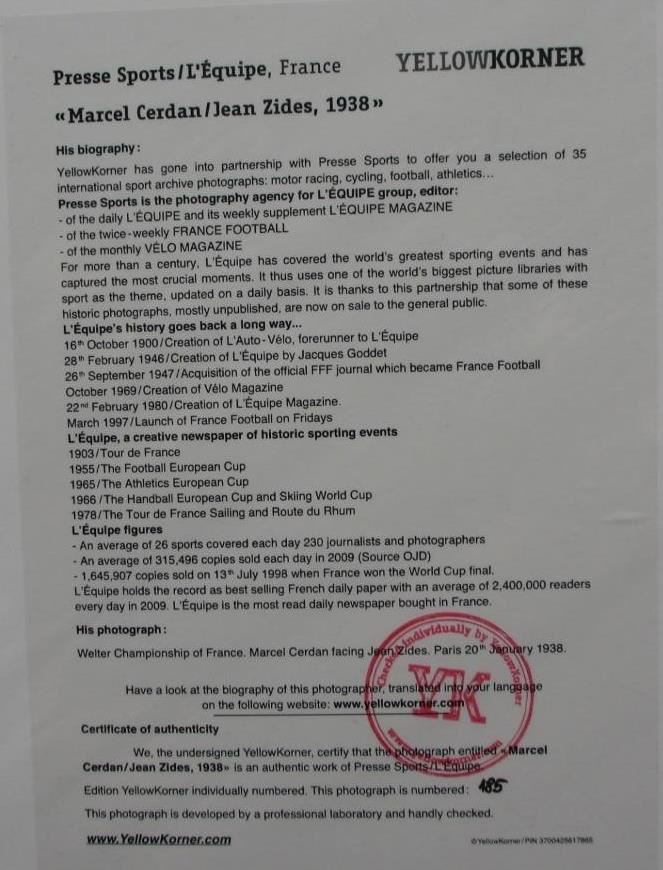 Presse Sports/L'Équipe, France
YELLOWKORNER
«Marcel Cerdan/Jean Zides, 1938»
His biography:
YellowKorner has gone into partnership with Presse Sports to offer you a selection of 35
international sport archive photographs: motor racing, cycling, football, athletics...
Presse Sports is the photography agency for L'ÉQUIPE group, editor:
- of the daily L'ÉQUIPE and its weekly supplement L'ÉQUIPE MAGAZINE
- of the twice-weekly FRANCE FOOTBALL
- of the monthly VÉLO MAGAZINE
For more than a century, L'Équipe has covered the world's greatest sporting events and has
captured the most crucial moments. It thus uses one of the world's biggest picture libraries with
sport as the theme, updated on a daily basis. It is thanks to this partnership that some of these
historic photographs, mostly unpublished, are now on sale to the general public.
L'Équipe's history goes back a long way...
16th October 1900/Creation of L'Auto-Vélo, forerunner to L'Équipe
28th February 1946/Creation of L'Équipe by Jacques Goddet
26th September 1947/Acquisition of the official FFF journal which became France Football
October 1969/Creation of Vélo Magazine
22nd February 1980/Creation of L'Équipe Magazine.
March 1997/Launch of France Football on Fridays
L'Équipe, a creative newspaper of historic sporting events
1903/Tour de France
1955/The Football European Cup
1965/The Athletics European Cup
1966/The Handball European Cup and Skiing World Cup
1978/The Tour de France Sailing and Route du Rhum
L'Équipe figures
- An average of 26 sports covered each day 230 journalists and photographers
- An average of 315,496 copies sold each day in 2009 (Source OJD)
- 1,645,907 copies sold on 13th July 1998 when France won the World Cup final.
L'Équipe holds the record as best selling French daily paper with an average of 2,400,000 readers
every day in 2009. L'Équipe is the most read daily newspaper bought in France.
His photograph:
Welter Championship of France. Marcel Cerdan facing Jean Zides. Paris 20th January 1938.
Have a look at the biography of this photographer, translated into your langgage
on the following website: www.yellowkorner.com
Checked individually by YellowKorner
YK
Certificate of authenticity
We, the undersigned YellowKorner, certify that the photograph entitled «Marcel
Cerdan/Jean Zides, 1938» is an authentic work of Presse Sports/L'Équipe.
Edition YellowKorner individually numbered. This photograph is numbered: 485
This photograph is developed by a professional laboratory and handly checked.
www.YellowKorner.com
©YellowKorner/PIN 3700425617865